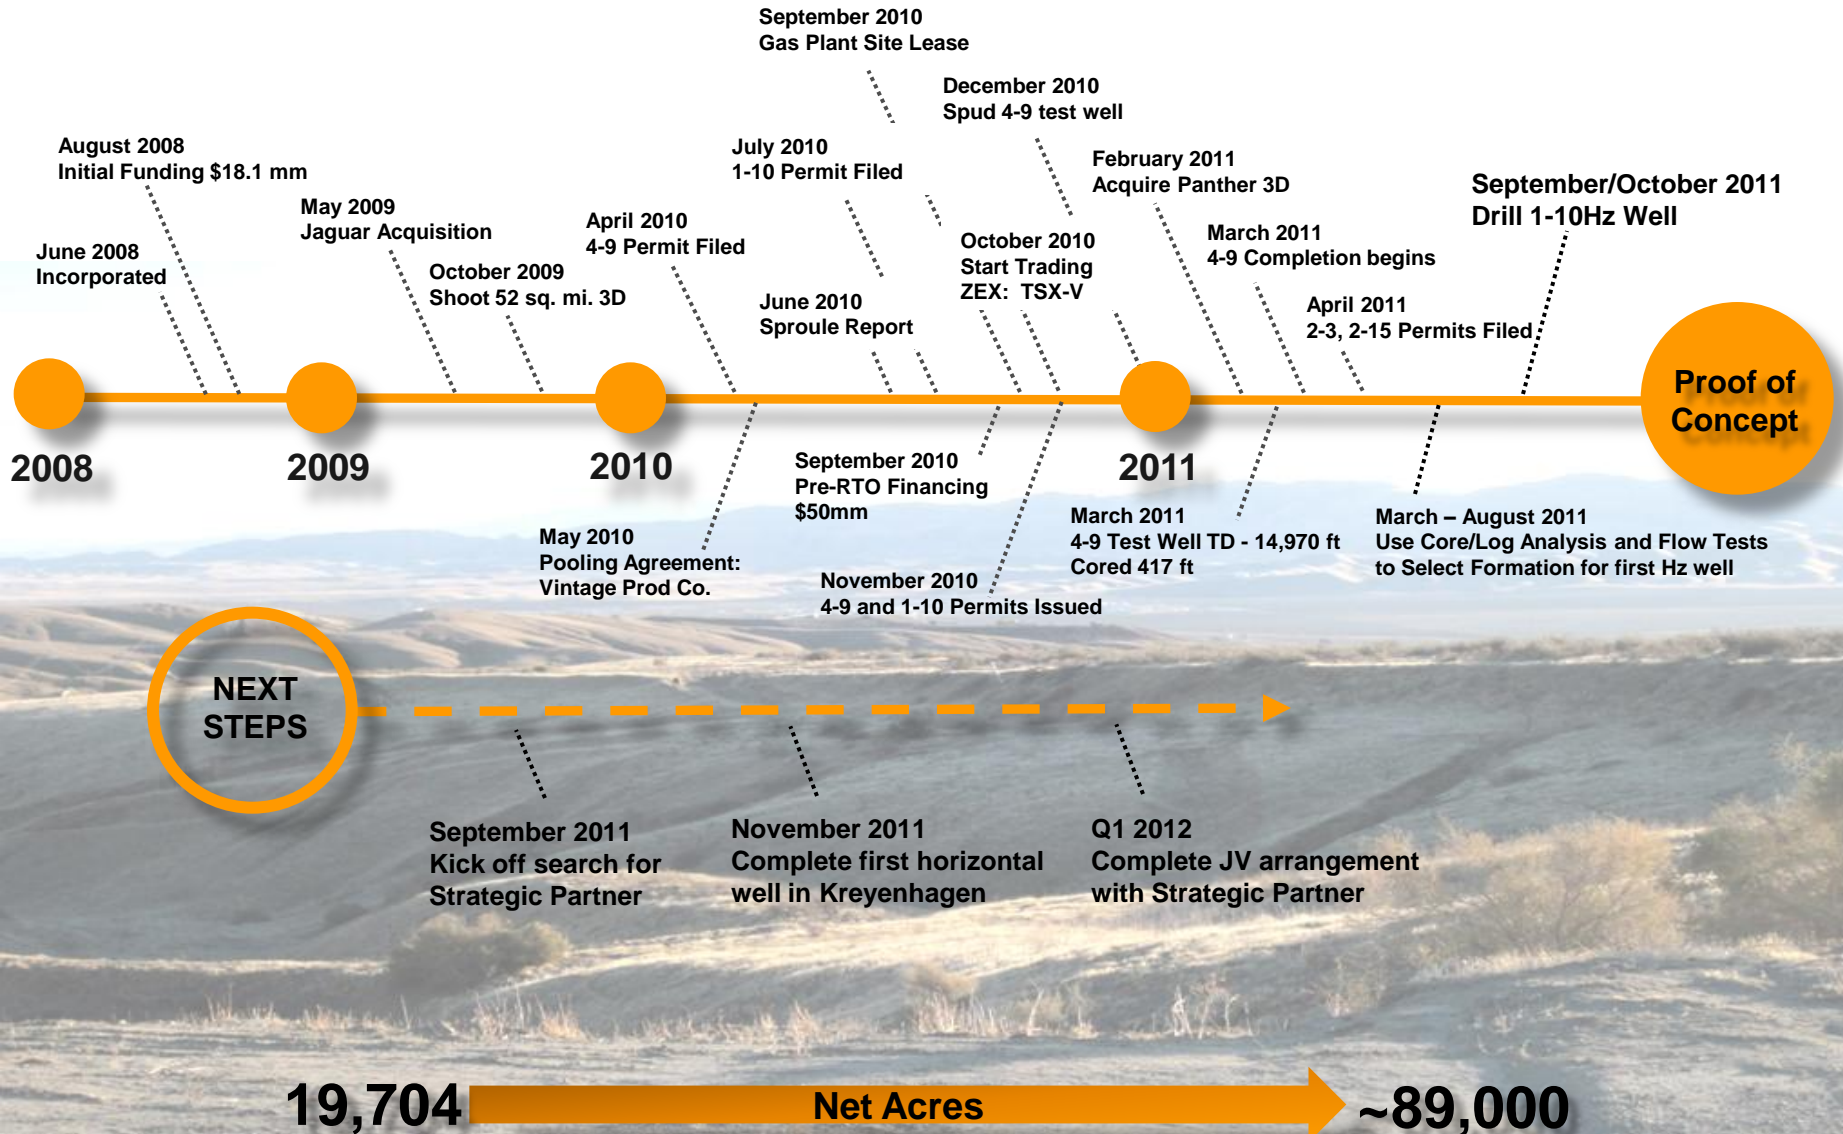 September 2010
Gas Plant Site Lease
December 2010
Spud 4-9 test well
August 2008
Initial Funding $18.1 mm
July 2010
1-10 Permit Filed
February 2011
Acquire Panther 3D
September/October 2011
Drill 1-10Hz Well
May 2009
Jaguar Acquisition
April 2010
4-9 Permit Filed
June 2008
Incorporated
October 2009
Shoot 52 sq. mi. 3D
October 2010
Start Trading
ZEX:  TSX-V
March 2011
4-9 Completion begins
June 2010
Sproule Report
April 2011
2-3, 2-15 Permits Filed
Proof of
Concept
2008
2009
2010
2011
September 2010
Pre-RTO Financing
$50mm
May 2010
Pooling Agreement:
Vintage Prod Co.
November 2010
4-9 and 1-10 Permits Issued
March 2011
4-9 Test Well TD - 14,970 ft
Cored 417 ft
March – August 2011
Use Core/Log Analysis and Flow Tests
to Select Formation for first Hz well
NEXT
STEPS
September 2011
Kick off search for
Strategic Partner
November 2011
Complete first horizontal
well in Kreyenhagen
Q1 2012
Complete JV arrangement
with Strategic Partner
19,704
Net Acres
~89,000